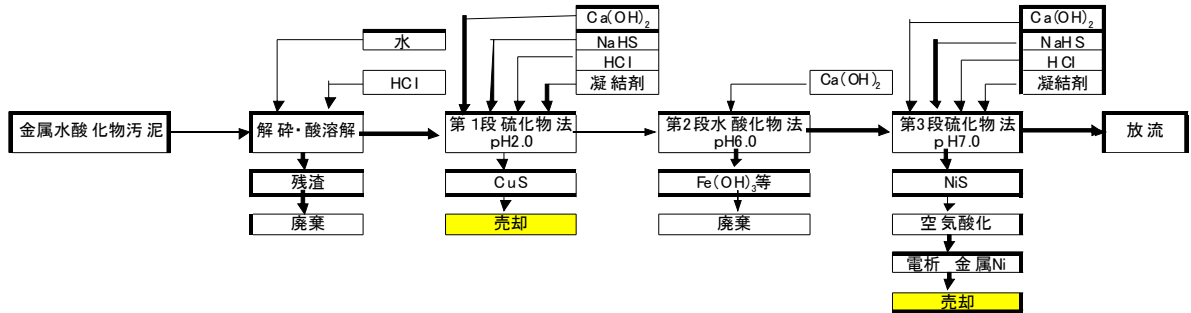 Ca(OH)₂
NaHS
HCl
凝結剤
水
HCl
Ca(OH)₂
Ca(OH)₂
NaHS
HCl
凝結剤
金属水酸化物汚泥
解砕・酸溶解
第1段硫化物法
pH2.0
第2段水酸化物法
pH6.0
第3段硫化物法
pH7.0
放流
残渣
CuS
Fe(OH)₃等
NiS
廃棄
売却
廃棄
空気酸化
電析 金属Ni
売却